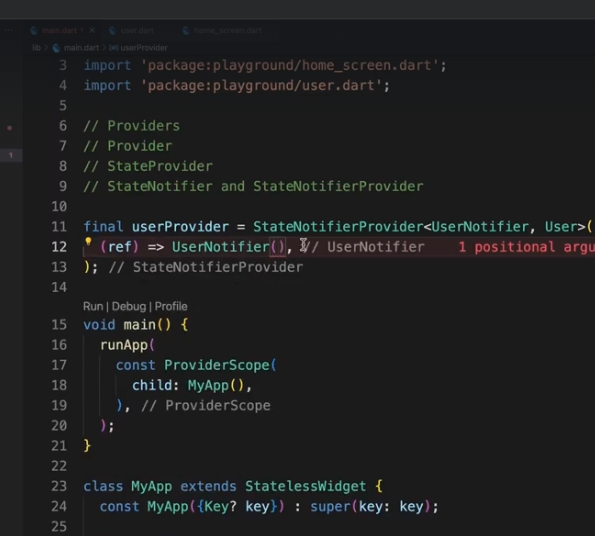 main.dart 1 user.dart home_screen.dart
lib > main.dart > userProvider
3 import 'package:playground/home_screen.dart';
4 import 'package:playground/user.dart';
5
6 // Providers
7 // Provider
8 // StateProvider
9 // StateNotifier and StateNotifierProvider
10
11 final userProvider = StateNotifierProvider<UserNotifier, User>(
1
12 (ref) => UserNotifier(), // UserNotifier 1 positional argu
13 ); // StateNotifierProvider
14
Run | Debug | Profile
15 void main() {
16 runApp(
17 const ProviderScope(
18 child: MyApp(),
19 ), // ProviderScope
20 );
21 }
22
23 class MyApp extends StatelessWidget {
24 const MyApp({Key? key}) : super(key: key);
25